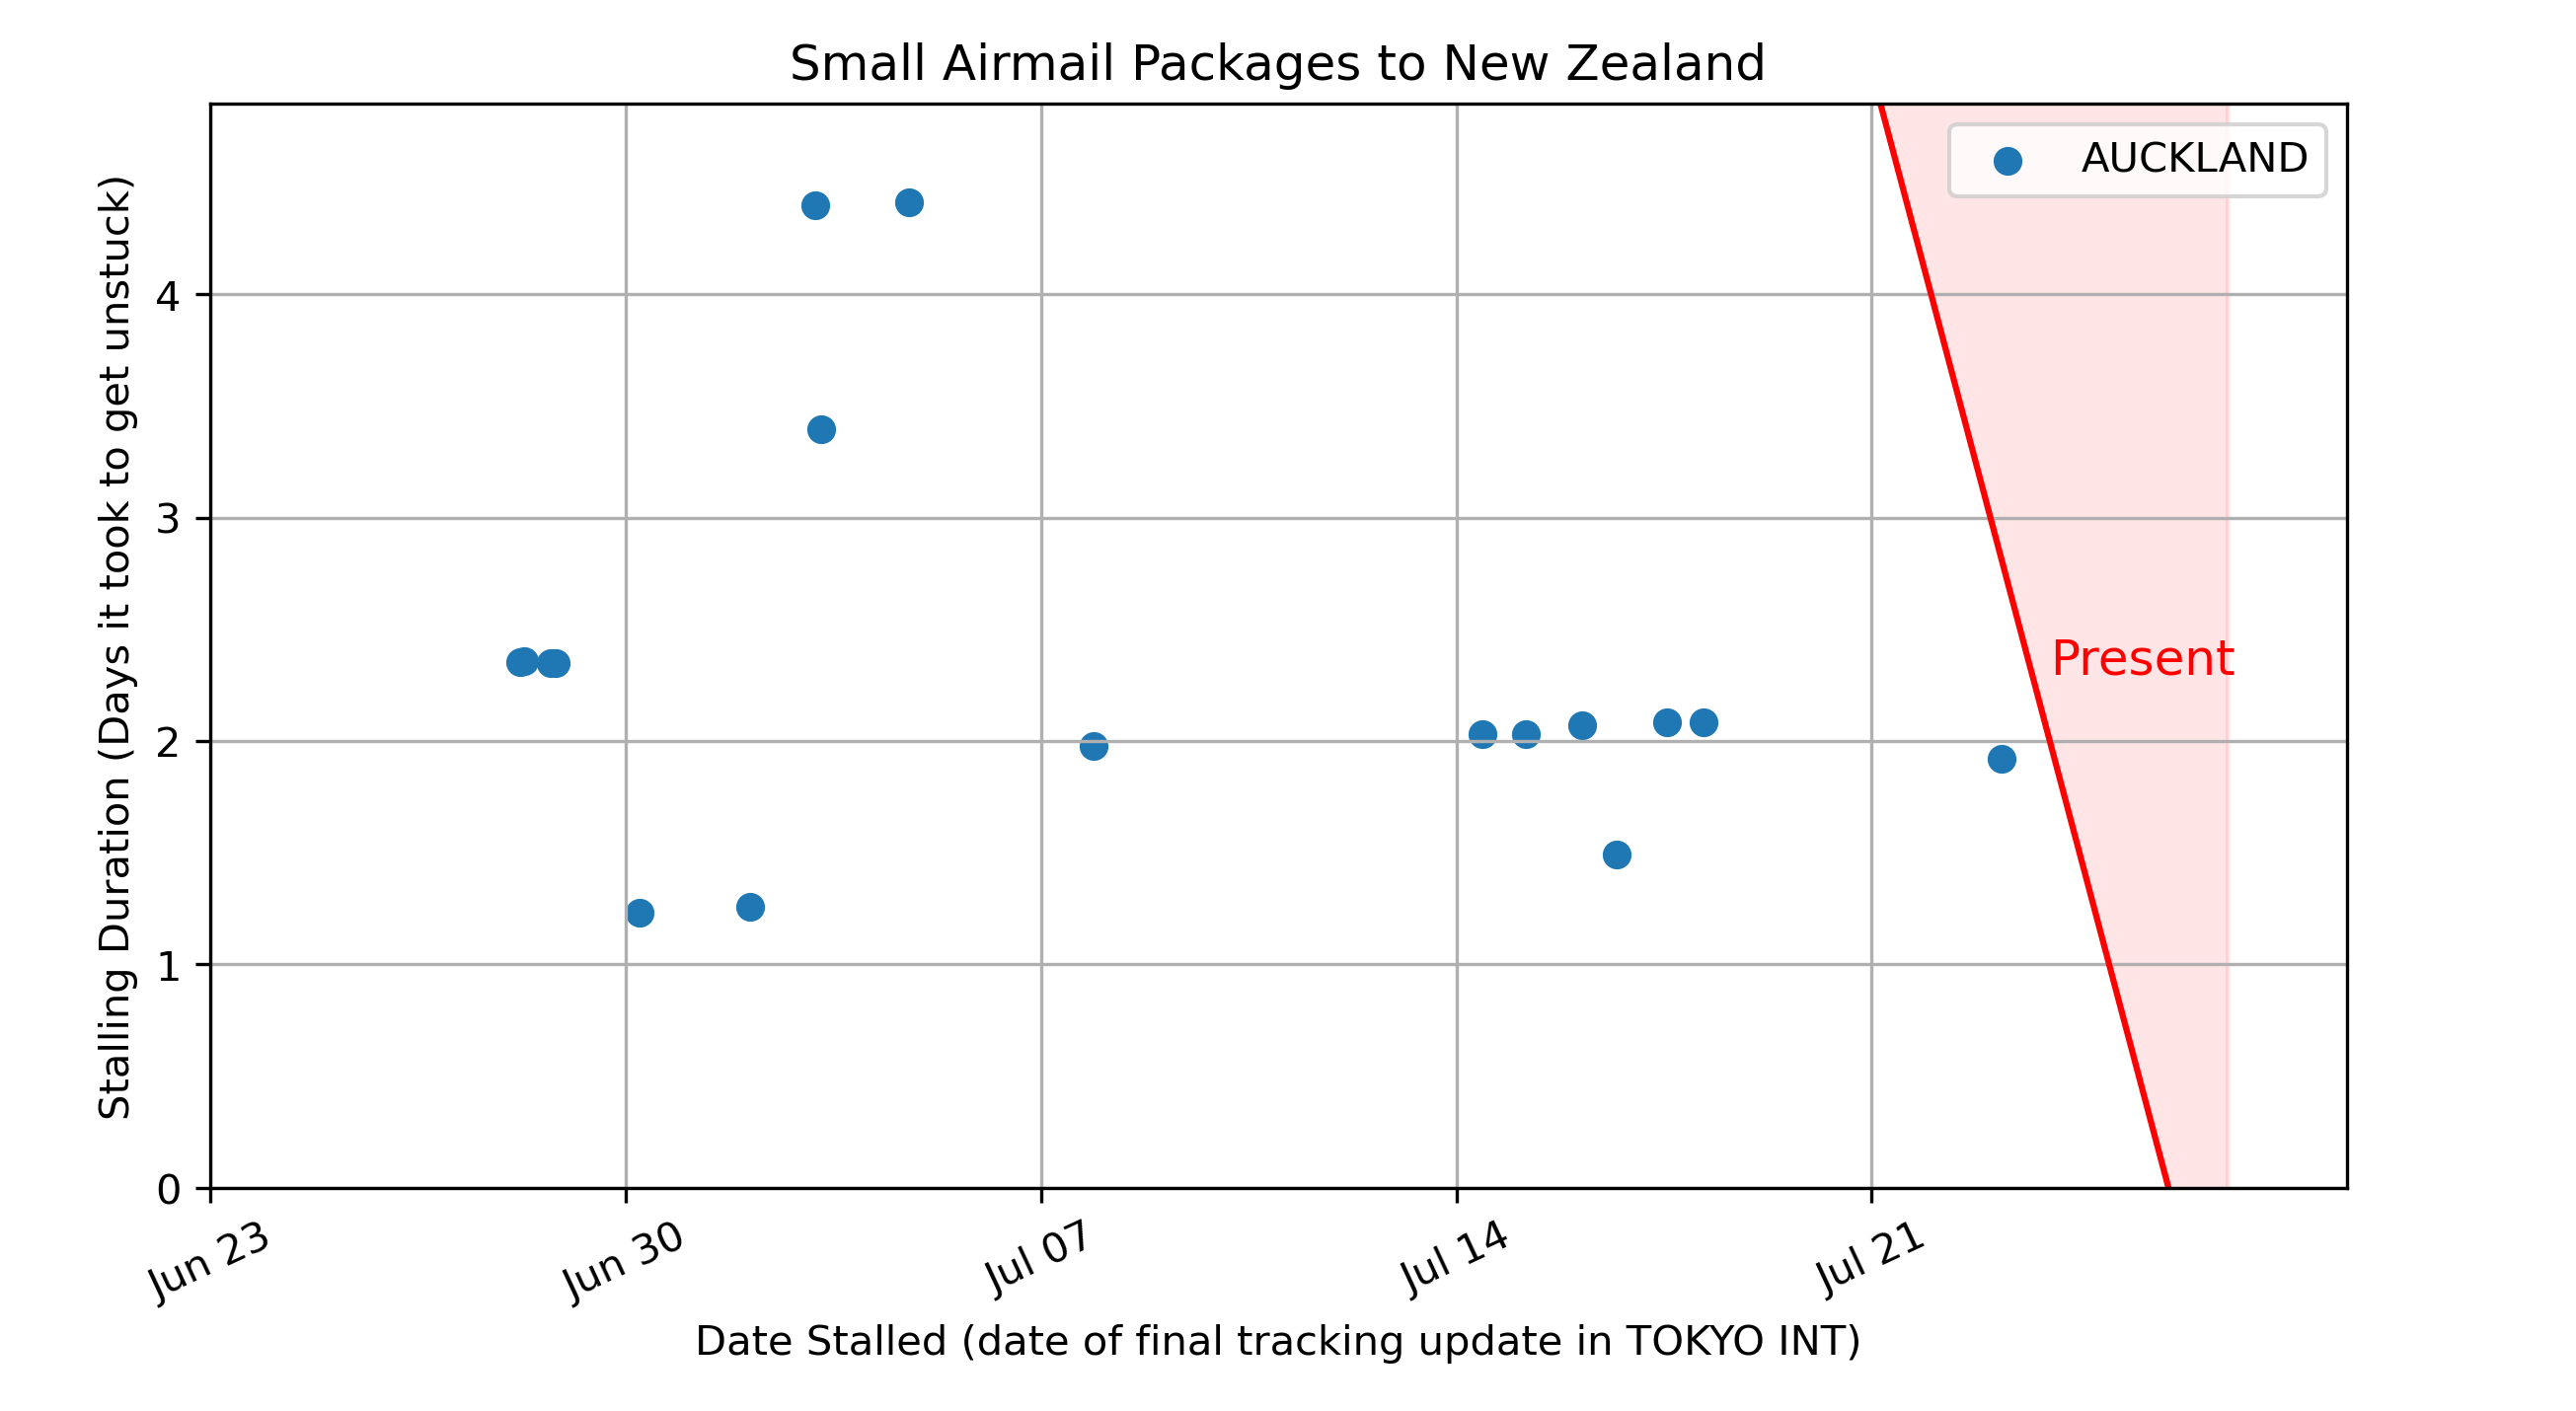 Small Airmail Packages to New Zealand
AUCKLAND
Stalling Duration (Days it took to get unstuck)
4
3
2
1
0
Present
Jun 23
Jun 30
Jul 07
Jul 14
Jul 21
Date Stalled (date of final tracking update in TOKYO INT)